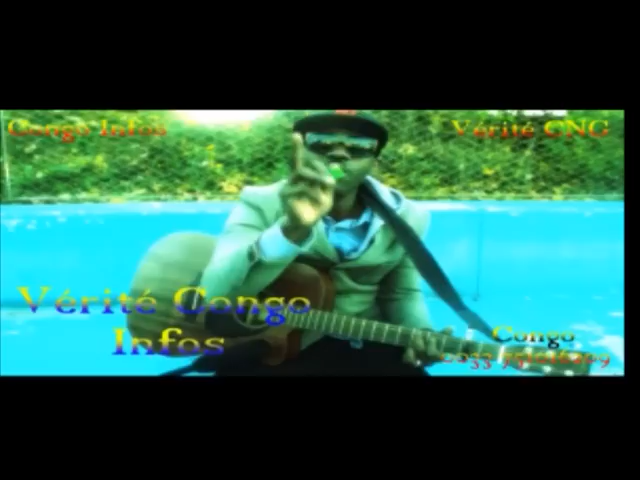 Congo Infos
Vérité CNG
Vérité Congo
Infos
Congo